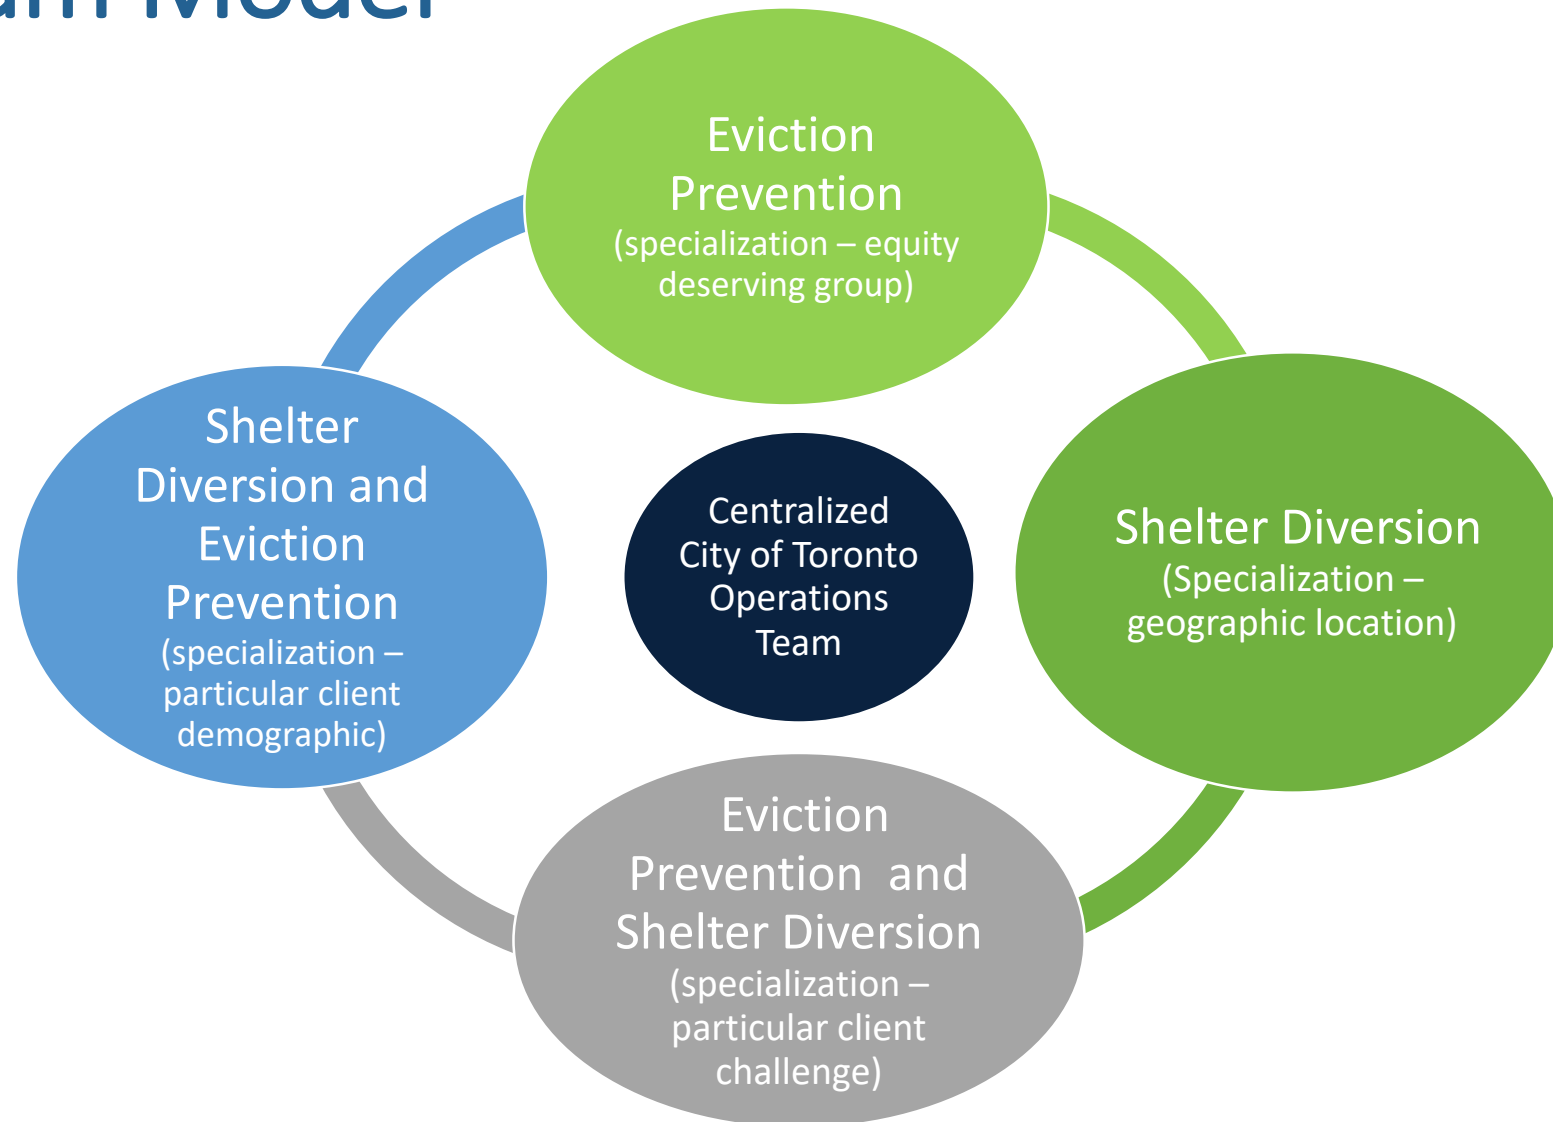 Model
Eviction
Prevention
(specialization – equity
deserving group)
Shelter
Diversion and
Eviction
Prevention
(specialization –
particular client
demographic)
Centralized
City of Toronto
Operations
Team
Shelter Diversion
(Specialization –
geographic location)
Eviction
Prevention  and
Shelter Diversion
(specialization –
particular client
challenge)